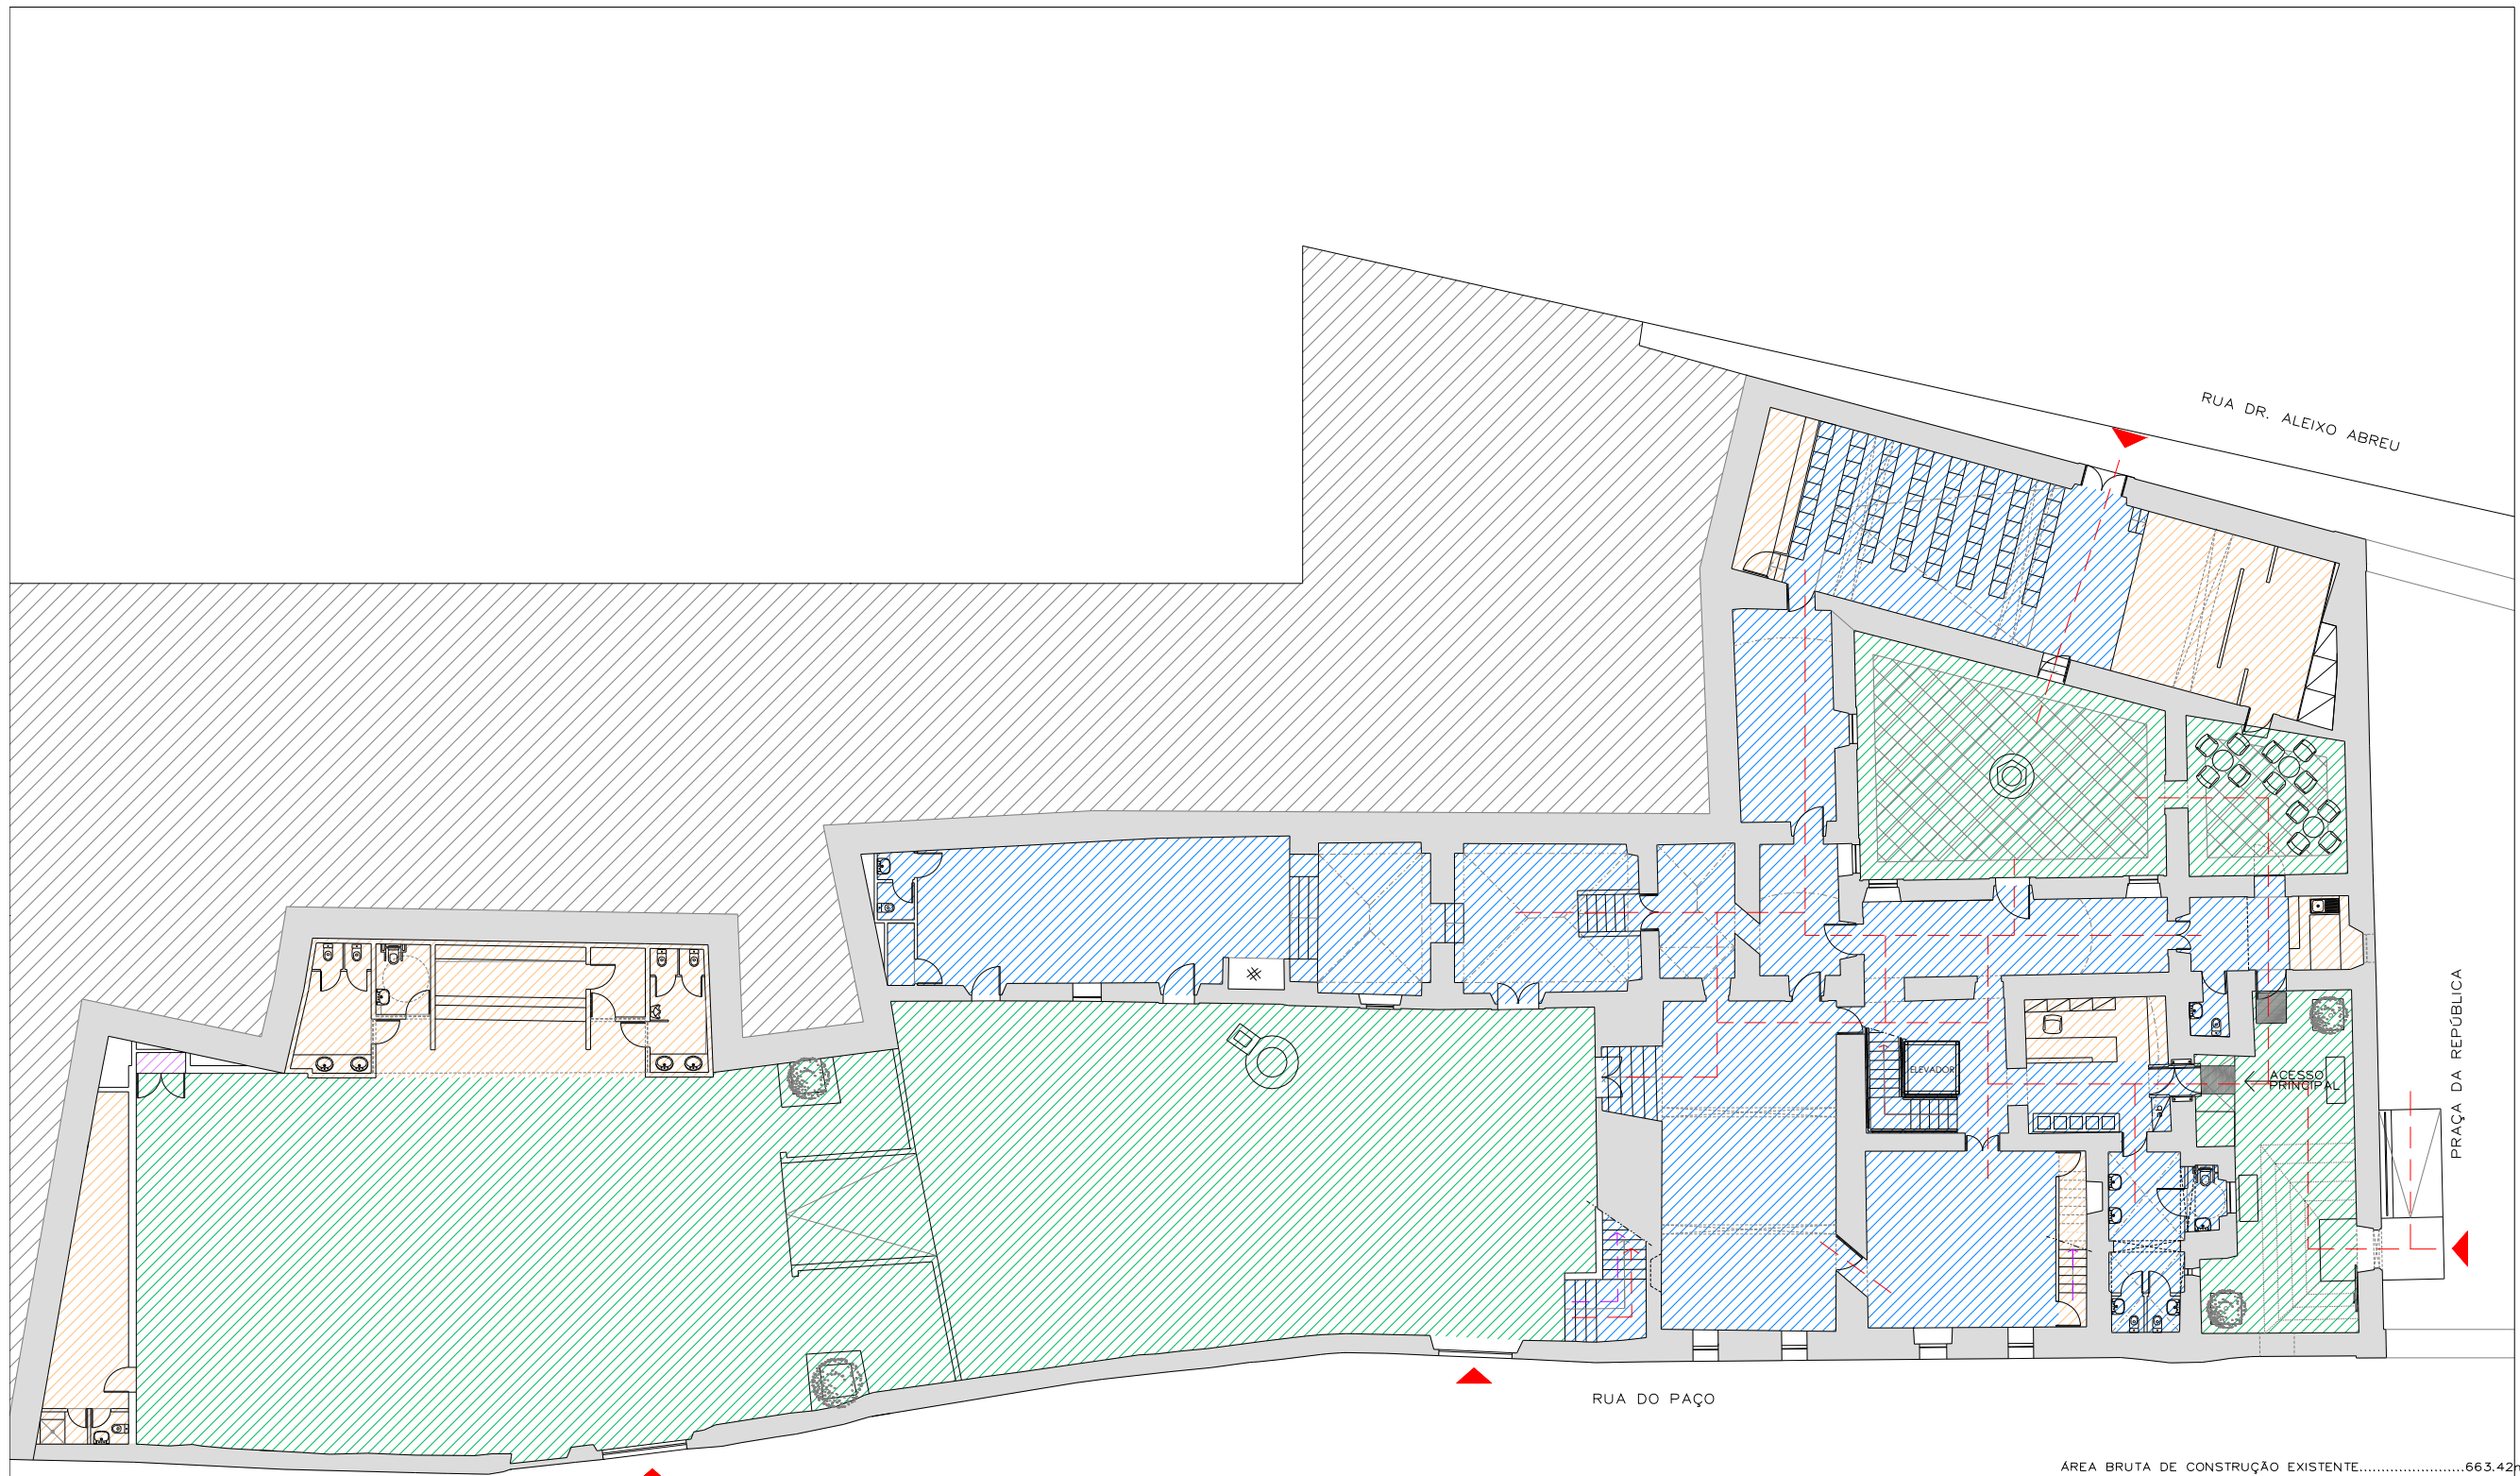 RUA DR. ALEIXO ABREU
PRAÇA DA REPÚBLICA
ELEVADOR
ACESSO
PRINCIPAL
RUA DO PAÇO
ÁREA BRUTA DE CONSTRUÇÃO EXISTENTE........................663.42m